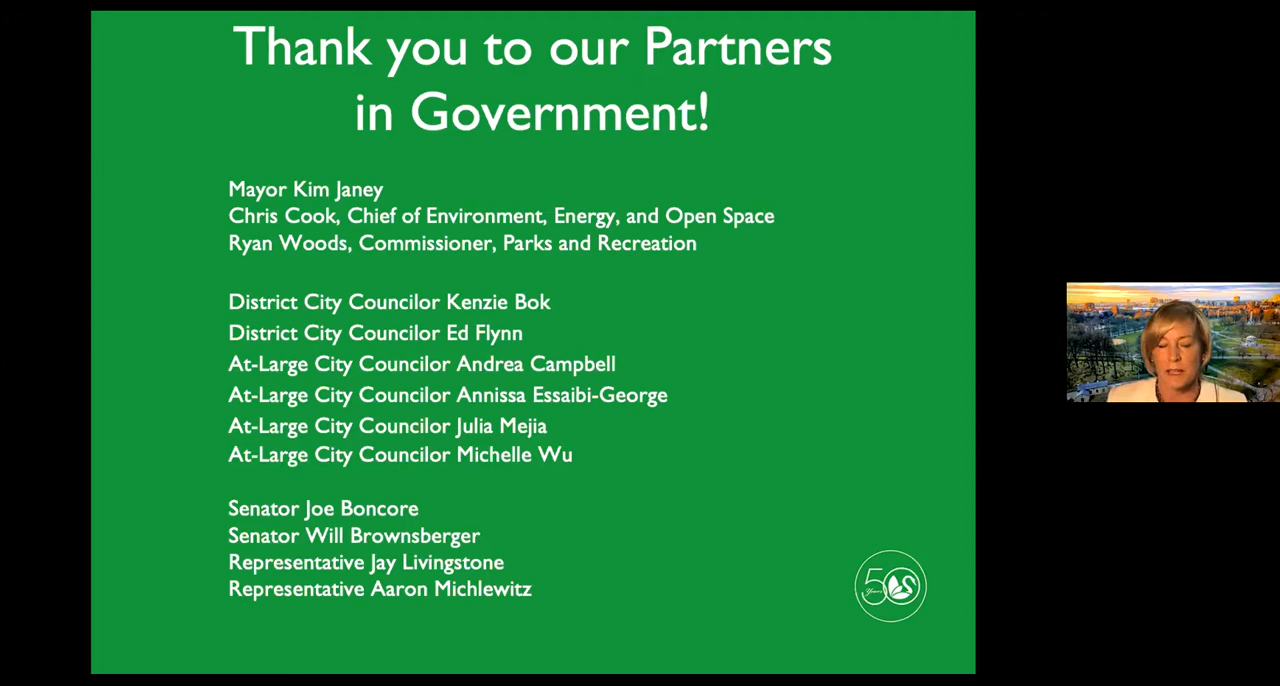 Thank you to our Partners
in Government!
Mayor Kim Janey
Chris Cook, Chief of Environment, Energy, and Open Space
Ryan Woods, Commissioner, Parks and Recreation
District City Councilor Kenzie Bok
District City Councilor Ed Flynn
At-Large City Councilor Andrea Campbell
At-Large City Councilor Annissa Essaibi-George
At-Large City Councilor Julia Mejia
At-Large City Councilor Michelle Wu
Senator Joe Boncore
Senator Will Brownsberger
Representative Jay Livingstone
Representative Aaron Michlewitz
50
Years